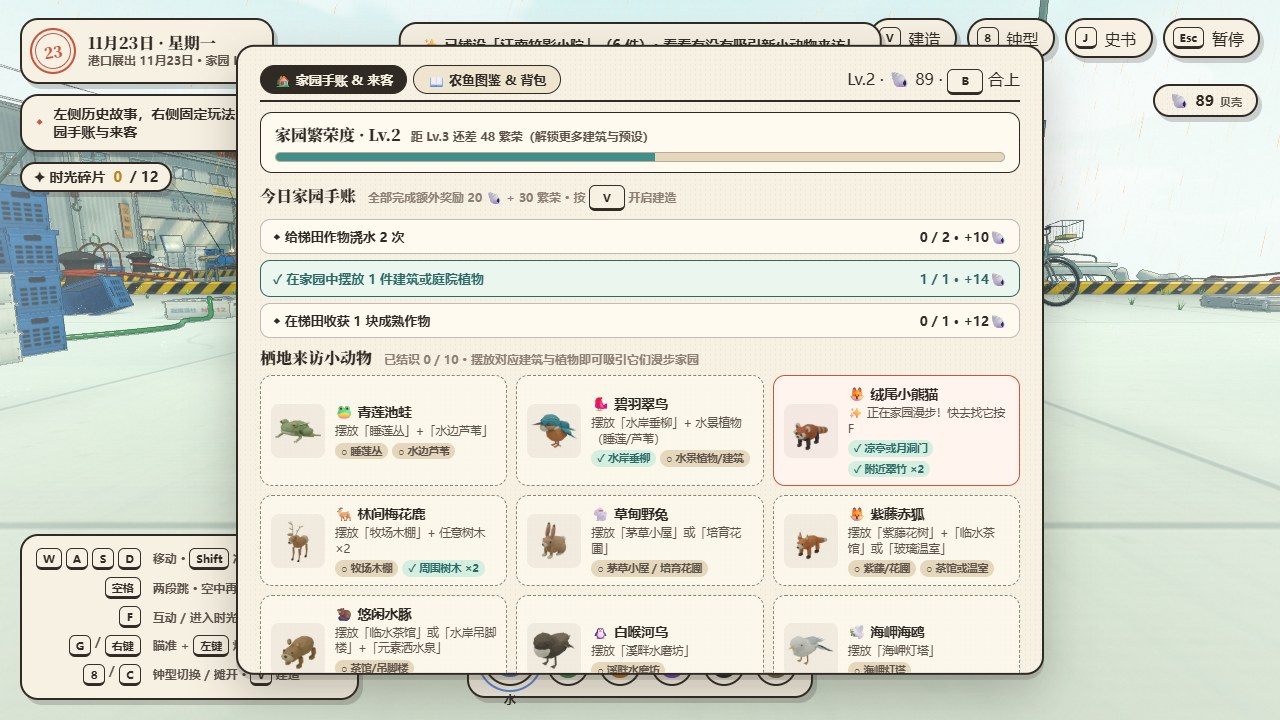 23
11月23日 · 星期一
港口展出 11月23日 • 家园
左侧历史故事，右侧固定玩法
园手账与来客
✦ 时光碎片 0 / 12
V 建造
8 钟型
J 史书
Esc 暂停
89 贝壳
🏠 家园手账 & 来客
📖 农鱼图鉴 & 背包
Lv.2 · 89 · B 合上
家园繁荣度 · Lv.2 距 Lv.3 还差 48 繁荣（解锁更多建筑与预设）
今日家园手账 全部完成额外奖励 20 + 30 繁荣 • 按 V 开启建造
◆ 给梯田作物浇水 2 次 0 / 2 • +10
✓ 在家园中摆放 1 件建筑或庭院植物 1 / 1 • +14
◆ 在梯田收获 1 块成熟作物 0 / 1 • +12
栖地来访小动物 已结识 0 / 10 • 摆放对应建筑与植物即可吸引它们漫步家园
青莲池蛙
摆放「睡莲丛」+「水边芦苇」
○ 睡莲丛 ○ 水边芦苇
碧羽翠鸟
摆放「水岸垂柳」+ 水景植物
（睡莲/芦苇）
✓ 水岸垂柳 ○ 水景植物/建筑
绒尾小熊猫
✨ 正在家园漫步！快去找它按
F
✓ 凉亭或月洞门
✓ 附近翠竹 ×2
林间梅花鹿
摆放「牧场木棚」+ 任意树木
×2
○ 牧场木棚 ✓ 周围树木 ×2
草甸野兔
摆放「茅草小屋」或「培育花
圃」
○ 茅草小屋 / 培育花圃
紫藤赤狐
摆放「紫藤花树」+「临水茶
馆」或「玻璃温室」
○ 紫藤/花圃 ○ 茶馆或温室
悠闲水豚
摆放「临水茶馆」或「水岸吊脚
楼」+「元素洒水泉」
○ 茶馆/吊脚楼
白喉河乌
摆放「溪畔水磨坊」
○ 溪畔水磨坊
海岬海鸥
摆放「海岬灯塔」
○ 海岬灯塔
W A S D 移动 • Shift
空格 两段跳 • 空中再
F 互动 / 进入时光
G / 右键 瞄准 + 左键
8 / C 钟型切换 / 摊开 • V 建造
水